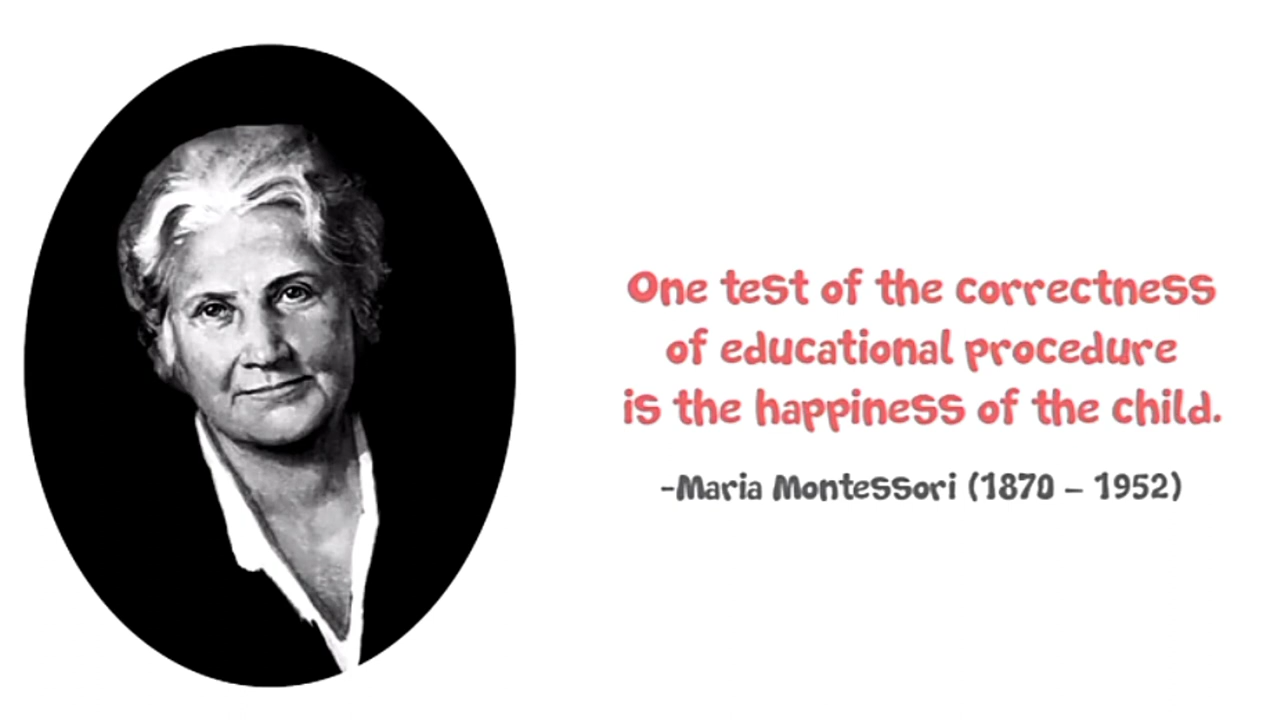 One test of the correctness
of educational procedure
is the happiness of the child.
-Maria Montessori (1870 – 1952)